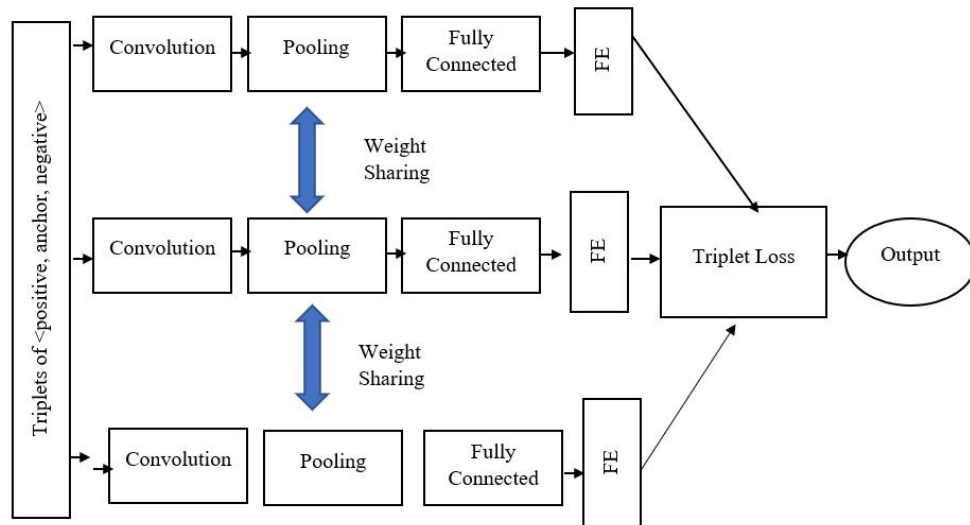 Triplets of <positive, anchor, negative>
Convolution
Pooling
Fully
Connected
FE
Weight
Sharing
Convolution
Pooling
Fully
Connected
FE
Triplet Loss
Output
Weight
Sharing
Convolution
Pooling
Fully
Connected
FE